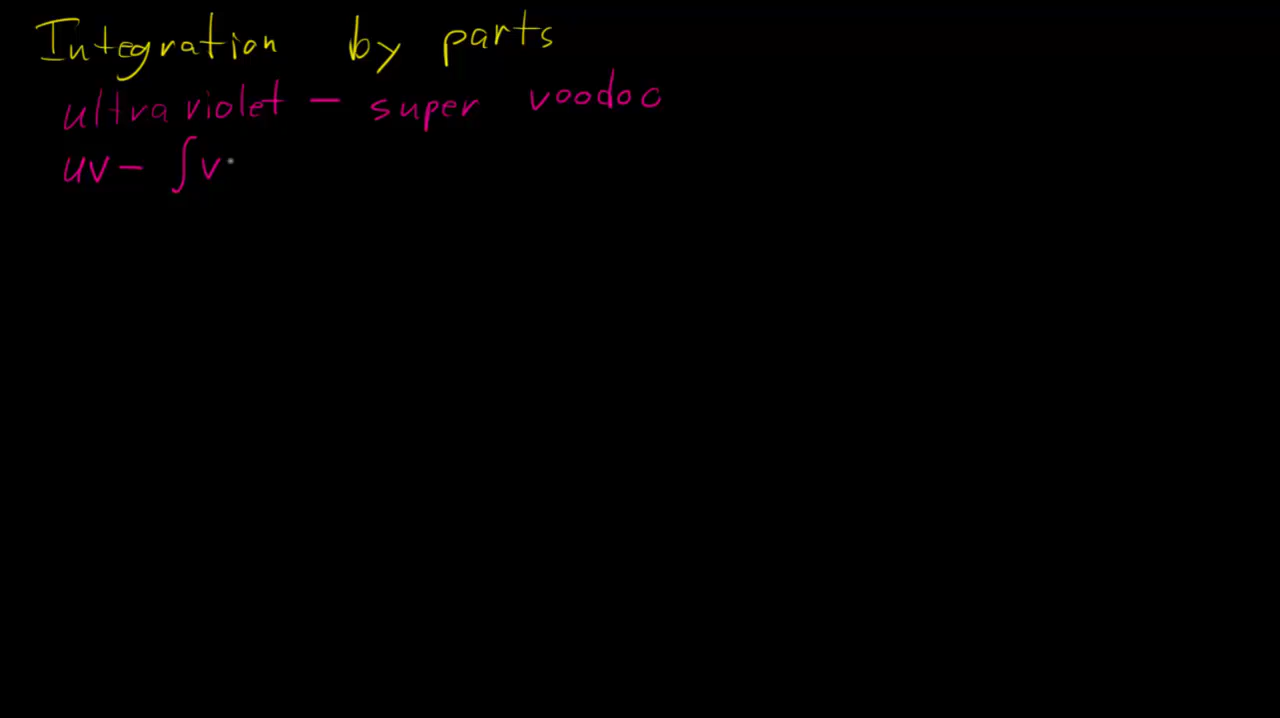 Integration by parts
ultraviolet – super voodoo
uv – ∫v